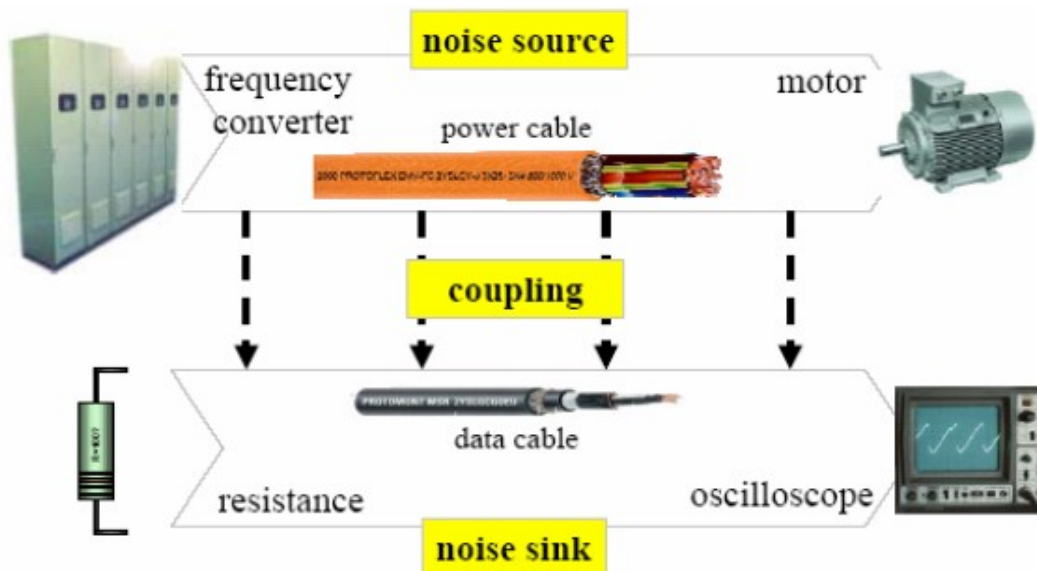 noise source
frequency
converter
motor
power cable
coupling
data cable
resistance
oscilloscope
noise sink